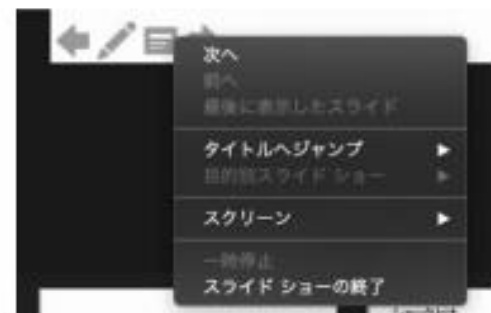 次へ
前へ
最後に表示したスライド
タイトルへジャンプ
目的別スライド ショー
スクリーン
一時停止
スライド ショーの終了